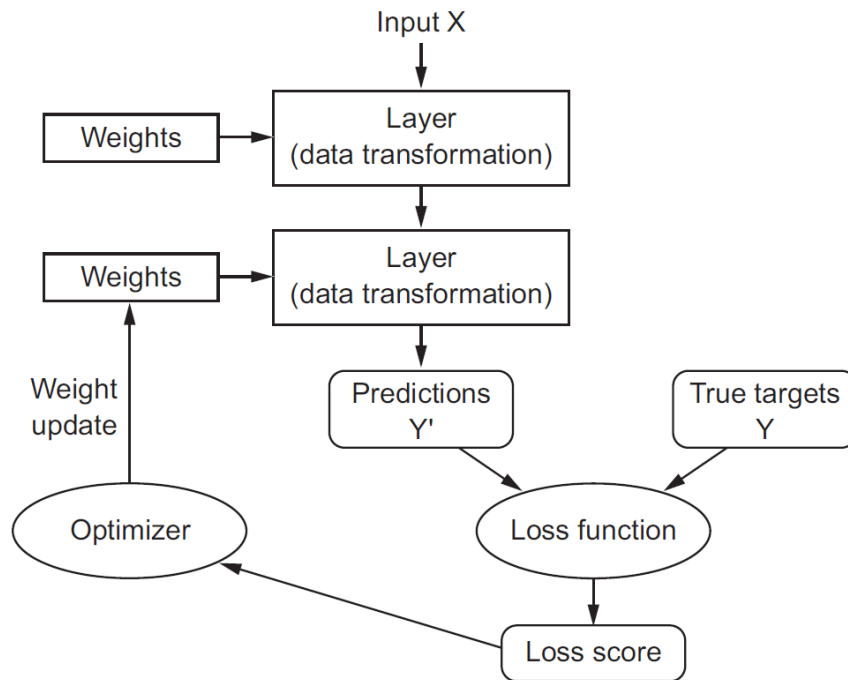 Input X
Weights
Layer
(data transformation)
Weights
Layer
(data transformation)
Weight
update
Predictions
Y'
True targets
Y
Optimizer
Loss function
Loss score